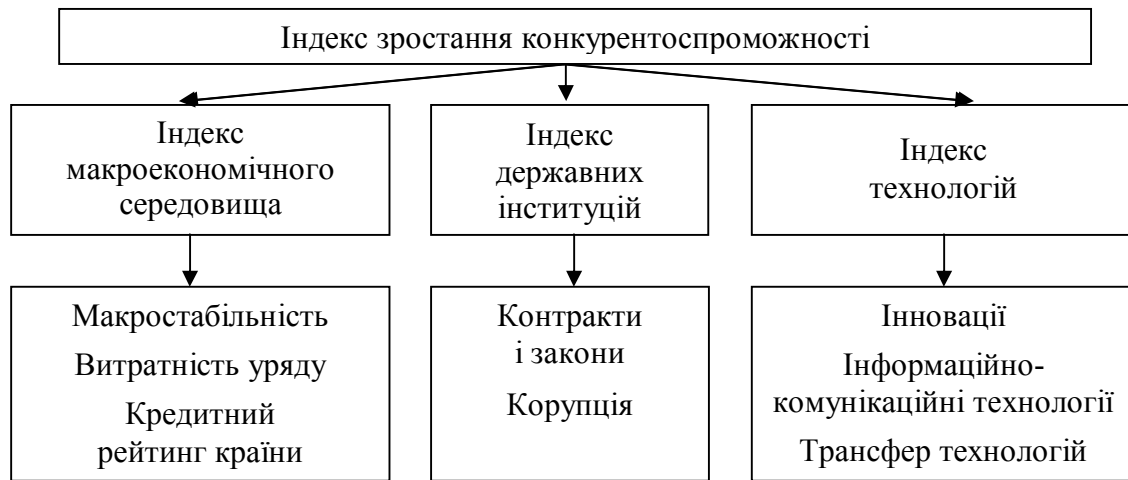 Індекс зростання конкурентоспроможності
Індекс
макроекономічного
середовища
Індекс
державних
інституцій
Індекс
технологій
Макростабільність
Витратність уряду
Кредитний
рейтинг країни
Контракти
і закони
Корупція
Інновації
Інформаційно-
комунікаційні технології
Трансфер технологій